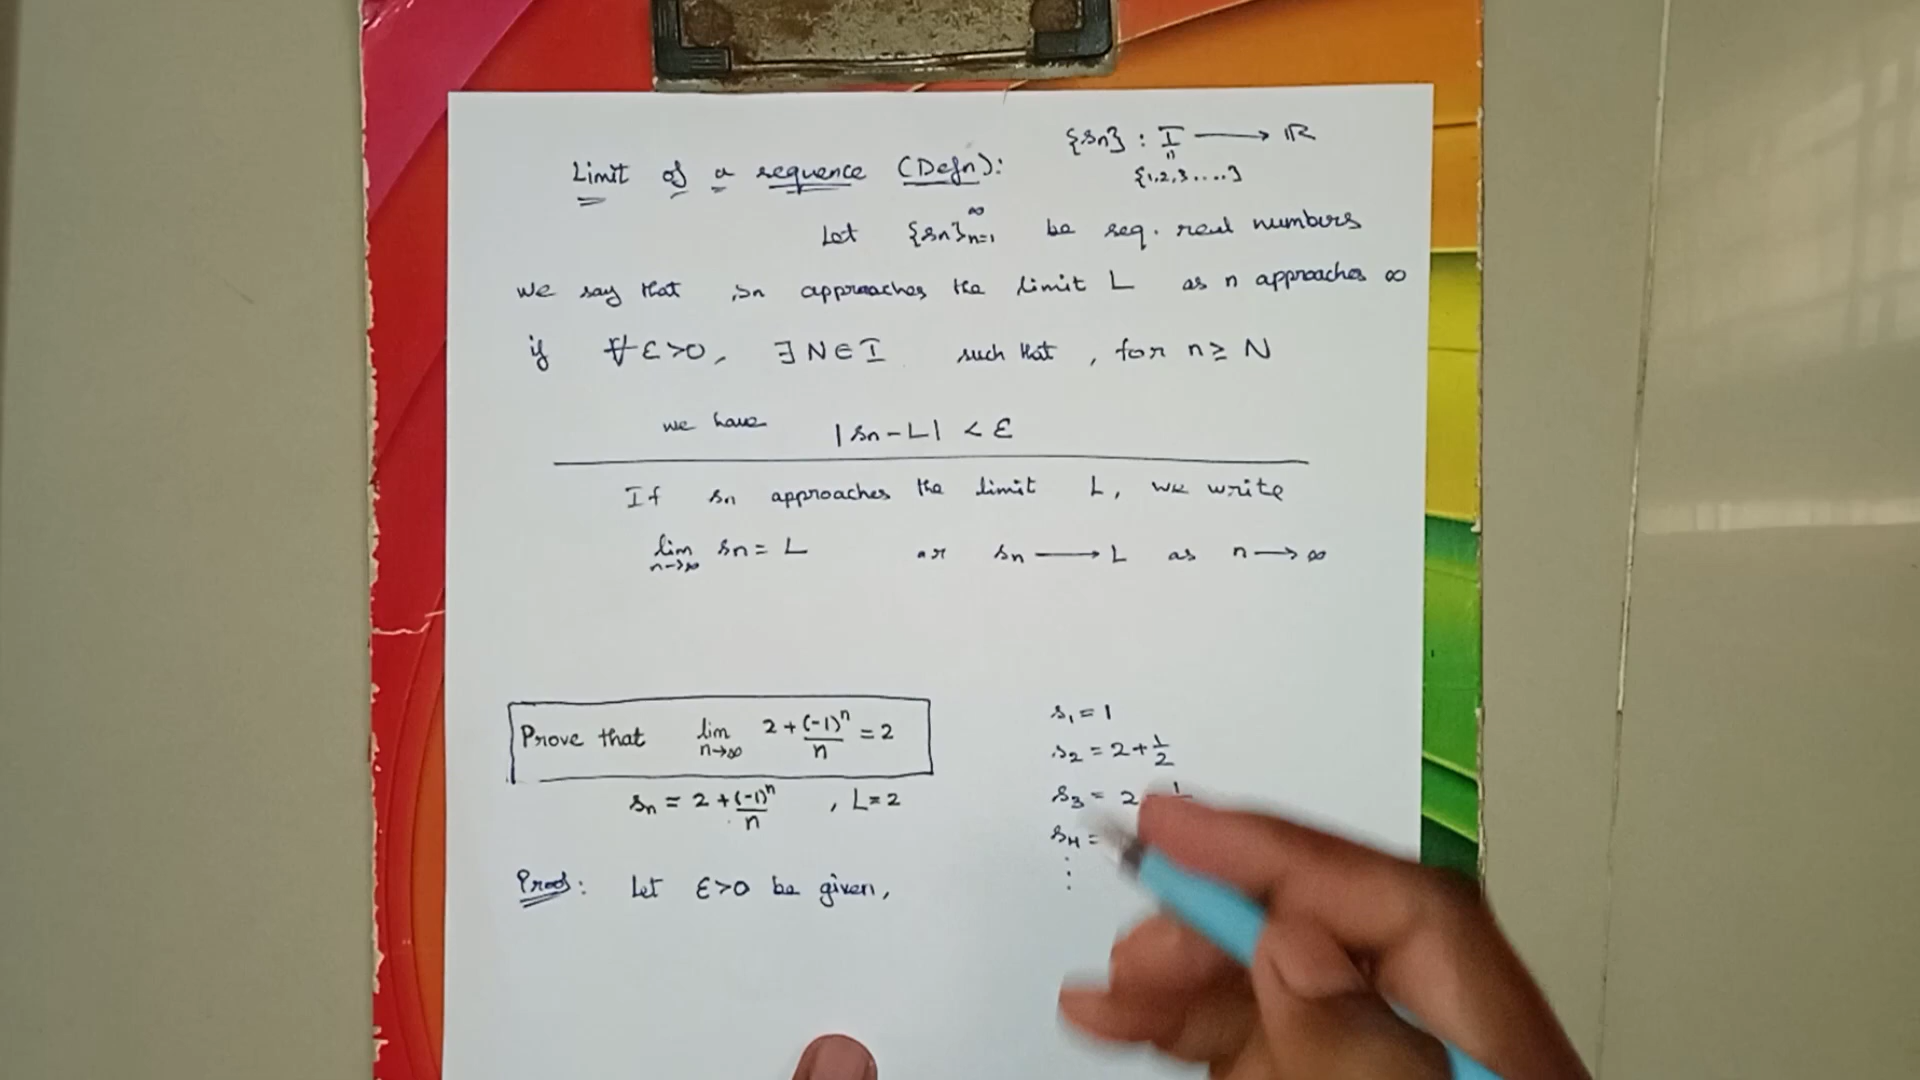 {sn} : I ⟶ ℝ
n
{1,2,3.....}
Limit of a sequence (Defn):
Let {sn}∞n=1 be seq. real numbers
we say that sn approaches the limit L as n approaches ∞
if ∀ ε>0, ∃ N∈I such that , for n ≥ N
we have |sn-L| < ε
If sn approaches the limit L, we write
lim n→∞ sn = L or sn ⟶ L as n ⟶ ∞
Prove that lim n→∞ 2+(-1)^n/n = 2
sn = 2+(-1)^n/n , L=2
Proof: Let ε>0 be given,
s1 = 1
s2 = 2+1/2
s3 = 2
s4 =